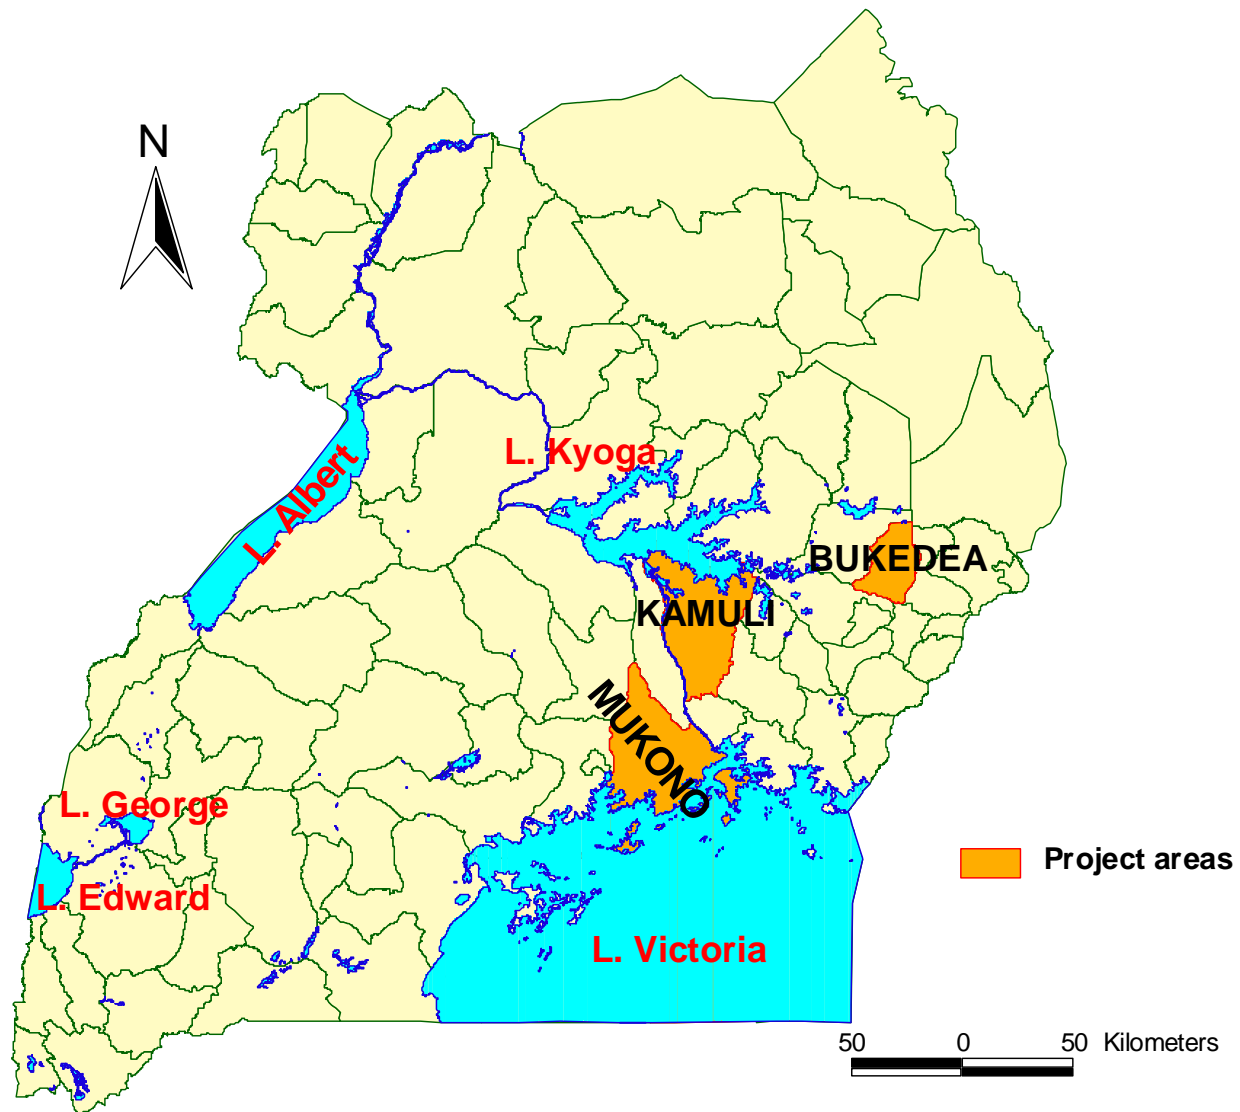 N
L. Kyoga
L. Albert
BUKEDEA
KAMULI
MUKONO
L. George
Project areas
L. Edward
L. Victoria
50 0 50 Kilometers